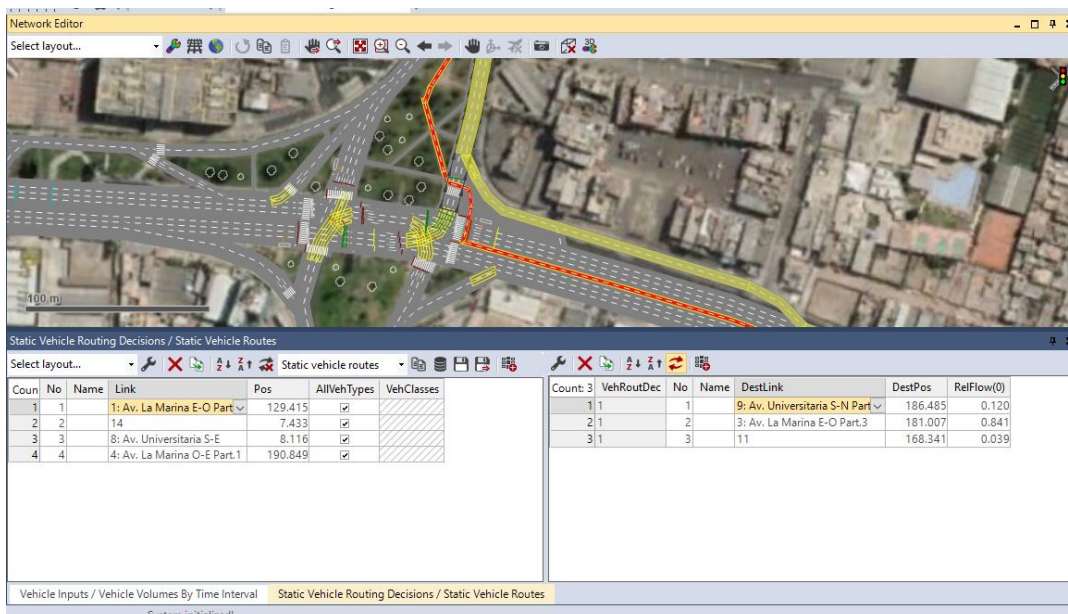 Network Editor
Select layout...
3D
100 m
Static Vehicle Routing Decisions / Static Vehicle Routes
Select layout... Static vehicle routes
Coun No Name Link Pos AllVehTypes VehClasses
1 1 1: Av. La Marina E-O Part 129.415
2 2 14 7.433
3 3 8: Av. Universitaria S-E 8.116
4 4 4: Av. La Marina O-E Part.1 190.849
Count: 3 VehRoutDec No Name DestLink DestPos RelFlow(0)
1 1 1 9: Av. Universitaria S-N Part 186.485 0.120
2 1 2 3: Av. La Marina E-O Part.3 181.007 0.841
3 1 3 11 168.341 0.039
Vehicle Inputs / Vehicle Volumes By Time Interval Static Vehicle Routing Decisions / Static Vehicle Routes
System initialized!